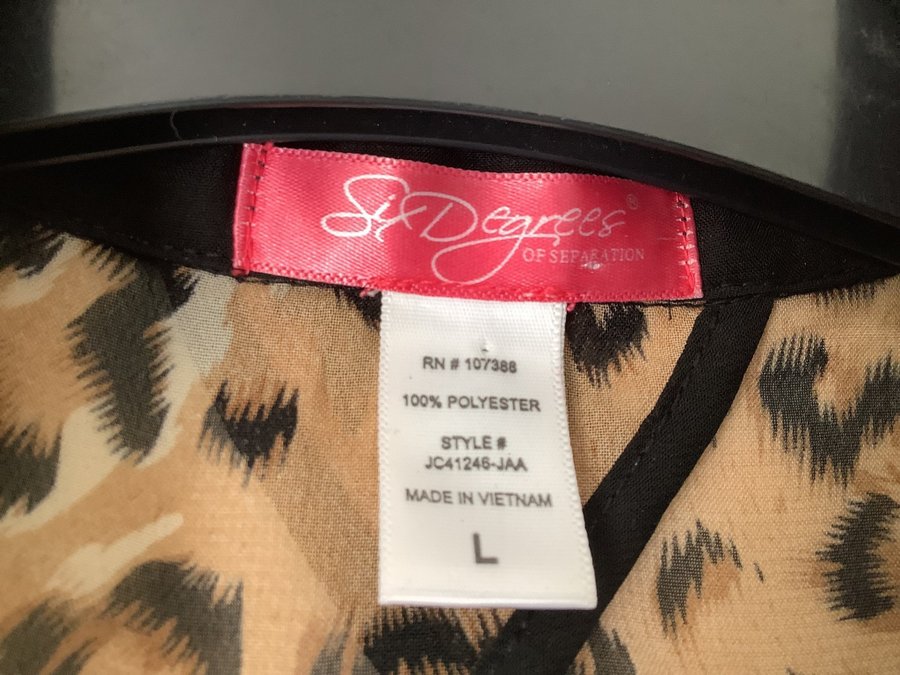 Six Degrees®
OF SEPARATION
RN # 107388
100% POLYESTER
STYLE #
JC41246-JAA
MADE IN VIETNAM
L